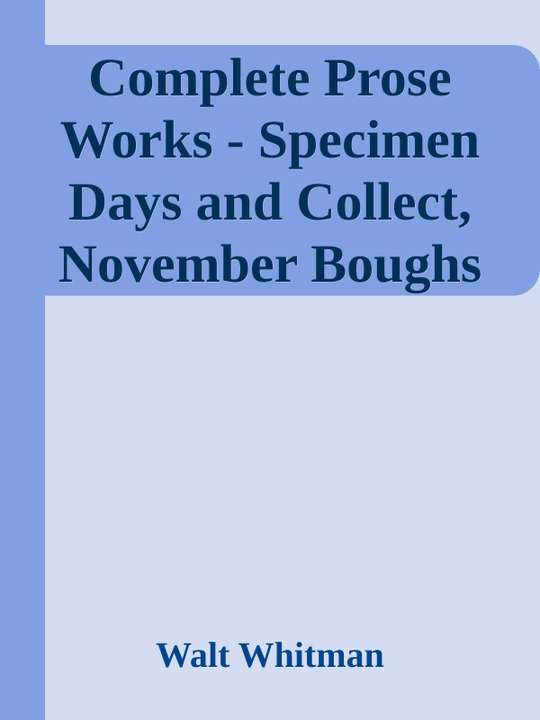 Complete Prose
Works - Specimen
Days and Collect,
November Boughs
Walt Whitman